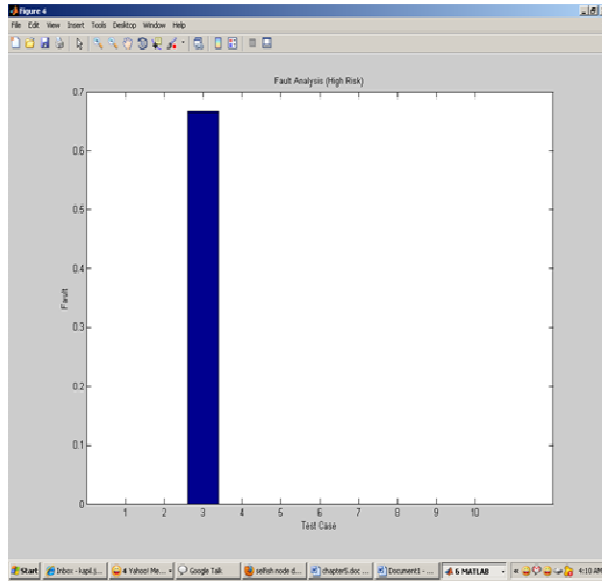 Figure 6
File Edit View Insert Tools Desktop Window Help
Fault Analysis (High Risk)
0.7
0.6
0.5
0.4
0.3
0.2
0.1
0
Fault
1 2 3 4 5 6 7 8 9 10
Test Case
Start Inbox - kapil.j... 4 Yahoo! Me... Google Talk selfish node d... chapter5.doc ... Document1 - ... 6 MATLAB 4:10 AM